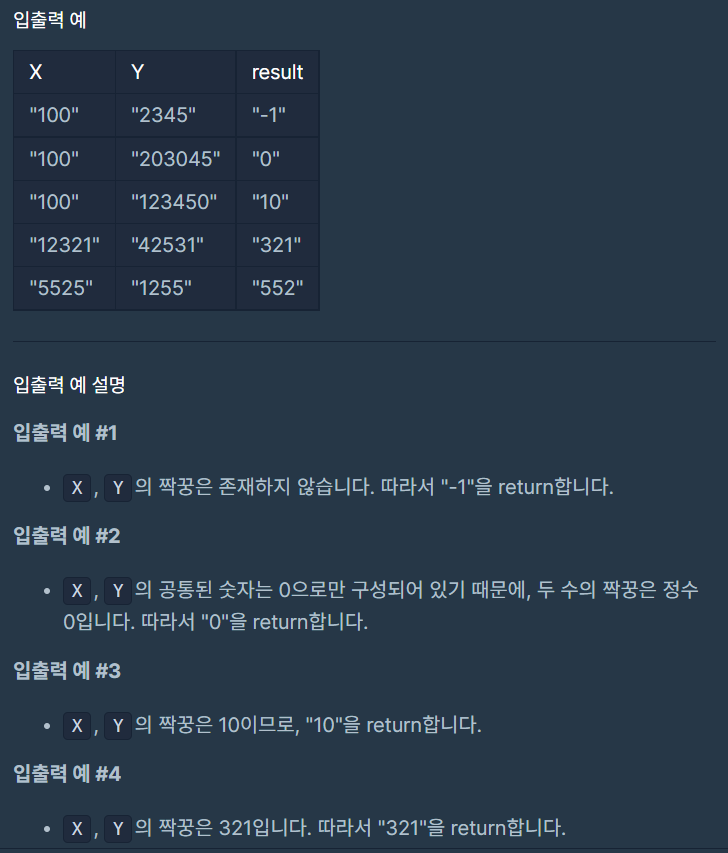 입출력 예
X Y result
"100" "2345" "-1"
"100" "203045" "0"
"100" "123450" "10"
"12321" "42531" "321"
"5525" "1255" "552"
입출력 예 설명
입출력 예 #1
X, Y의 짝꿍은 존재하지 않습니다. 따라서 "-1"을 return합니다.
입출력 예 #2
X, Y의 공통된 숫자는 0으로만 구성되어 있기 때문에, 두 수의 짝꿍은 정수
0입니다. 따라서 "0"을 return합니다.
입출력 예 #3
X, Y의 짝꿍은 10이므로, "10"을 return합니다.
입출력 예 #4
X, Y의 짝꿍은 321입니다. 따라서 "321"을 return합니다.